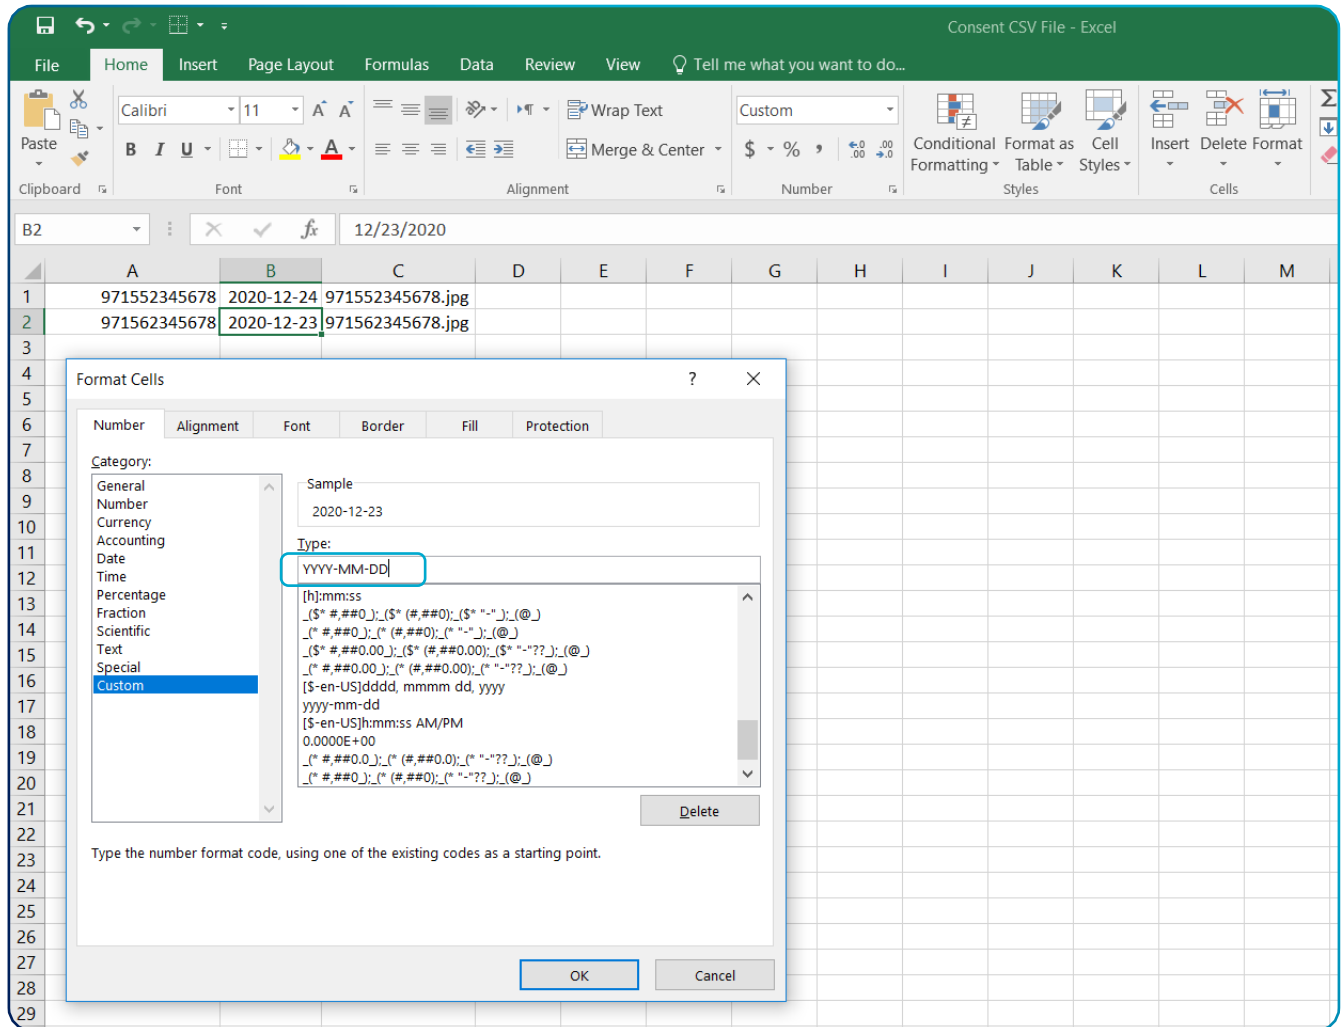 Consent CSV File - Excel
File Home Insert Page Layout Formulas Data Review View Tell me what you want to do...
Calibri 11 Wrap Text Custom
Paste B I U A Merge & Center $ % , Conditional Formatting Format as Table Cell Styles Insert Delete Format
Clipboard Font Alignment Number Styles Cells
B2 fx 12/23/2020
A B C D E F G H I J K L M
1 971552345678 2020-12-24 971552345678.jpg
2 971562345678 2020-12-23 971562345678.jpg
3
4
5
6
7
8
9
10
11
12
13
14
15
16
17
18
19
20
21
22
23
24
25
26
27
28
29
Format Cells ?
Number Alignment Font Border Fill Protection
Category:
General
Number
Currency
Accounting
Date
Time
Percentage
Fraction
Scientific
Text
Special
Custom
Sample
2020-12-23
Type:
YYYY-MM-DD
[h]:mm:ss
_($* #,##0_);_($* (#,##0);_($* "-"_);_(@_)
_(* #,##0_);_(* (#,##0);_(* "-"_);_(@_)
_($* #,##0.00_);_($* (#,##0.00);_($* "-"??_);_(@_)
_(* #,##0.00_);_(* (#,##0.00);_(* "-"??_);_(@_)
[$-en-US]dddd, mmmm dd, yyyy
yyyy-mm-dd
[$-en-US]h:mm:ss AM/PM
0.0000E+00
_(* #,##0.0_);_(* (#,##0.0);_(* "-"??_);_(@_)
_(* #,##0_);_(* (#,##0);_(* "-"??_);_(@_)
Delete
Type the number format code, using one of the existing codes as a starting point.
OK Cancel